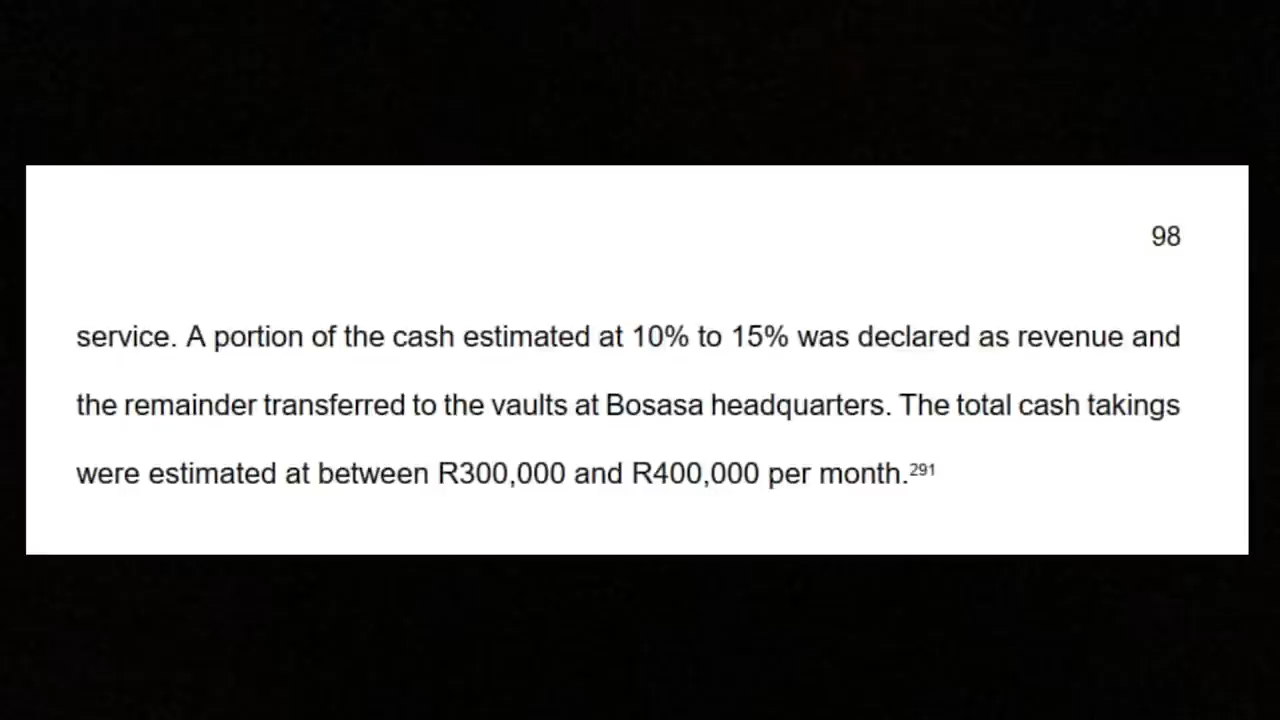 98
service. A portion of the cash estimated at 10% to 15% was declared as revenue and
the remainder transferred to the vaults at Bosasa headquarters. The total cash takings
were estimated at between R300,000 and R400,000 per month.291